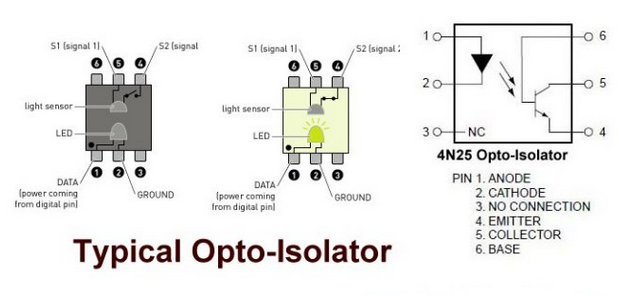 S1 (signal 1)
S2 (signal
6 5 4
light sensor
LED
1 2 3
DATA
(power coming
from digital pin)
GROUND
S1 (signal 1)
S2 (signal 2
6 5 4
light sensor
LED
1 2 3
DATA
(power coming
from digital pin)
GROUND
Typical Opto-Isolator
1 6
2 5
3 NC 4
4N25 Opto-Isolator
PIN 1. ANODE
2. CATHODE
3. NO CONNECTION
4. EMITTER
5. COLLECTOR
6. BASE